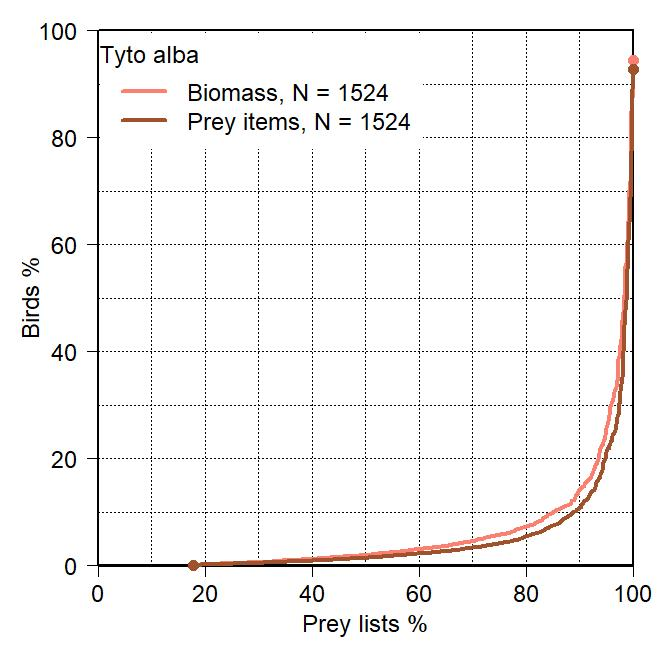 Tyto alba
Biomass, N = 1524
Prey items, N = 1524
100
80
60
40
20
0
Birds %
0 20 40 60 80 100
Prey lists %